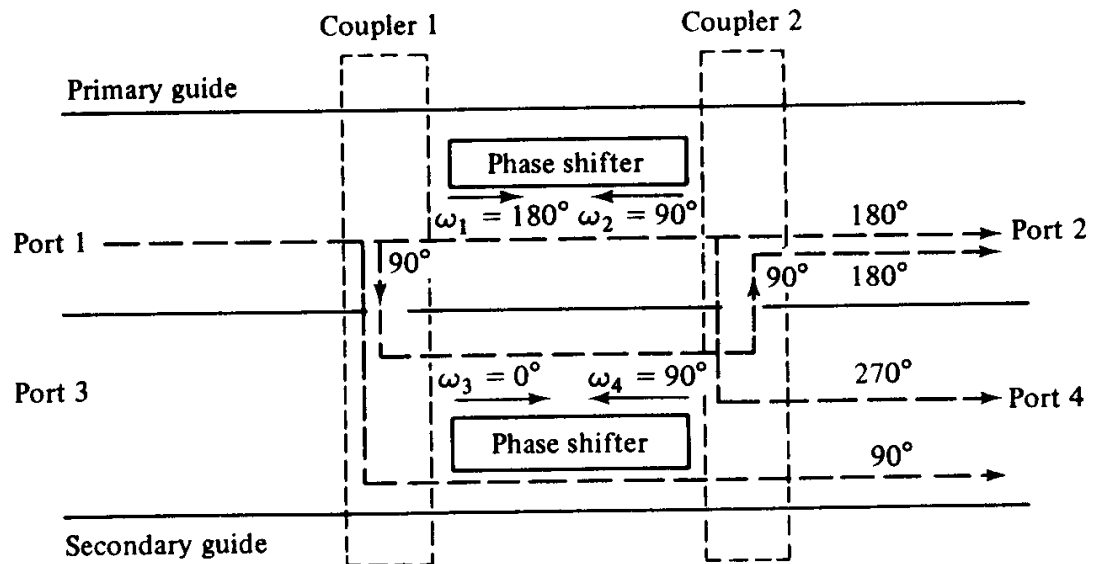 Coupler 1
Coupler 2
Primary guide
Phase shifter
ω₁ = 180° ω₂ = 90°
180°
Port 1
Port 2
90°
90°
180°
ω₃ = 0°
ω₄ = 90°
270°
Port 3
Port 4
Phase shifter
90°
Secondary guide